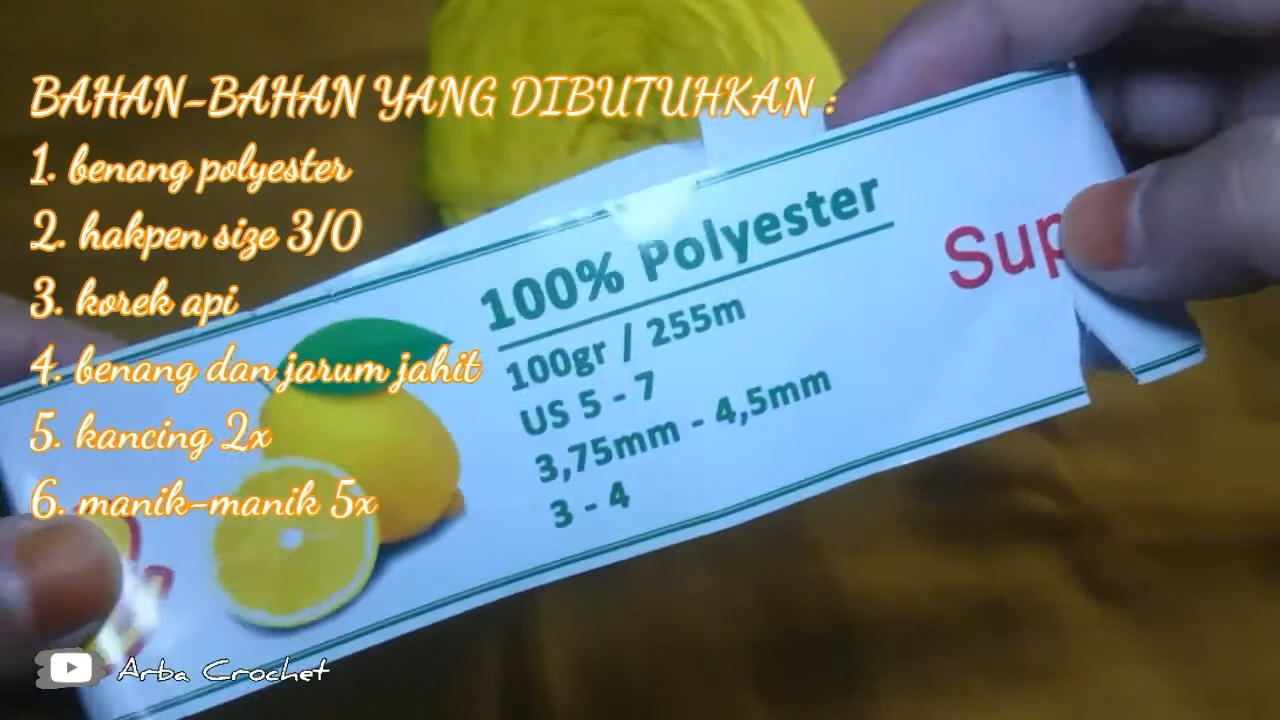 BAHAN-BAHAN YANG DIBUTUHKAN :
1. benang polyester
2. hakpen size 3/0
3. korek api
4. benang dan jarum jahit
5. kancing 2x
6. manik-manik 5x
100% Polyester
100gr / 255m
US 5 - 7
3,75mm - 4,5mm
3 - 4
Sup
Arba Crochet